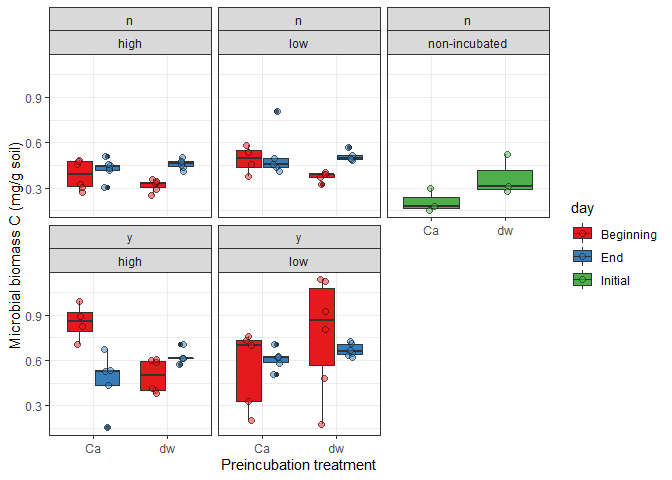 n
n
n
high
low
non-incubated
0.9
0.6
0.3
Ca
dw
y
y
high
low
0.9
0.6
0.3
Ca
dw
Ca
dw
Microbial biomass C (mg/g soil)
Preincubation treatment
day
Beginning
End
Initial